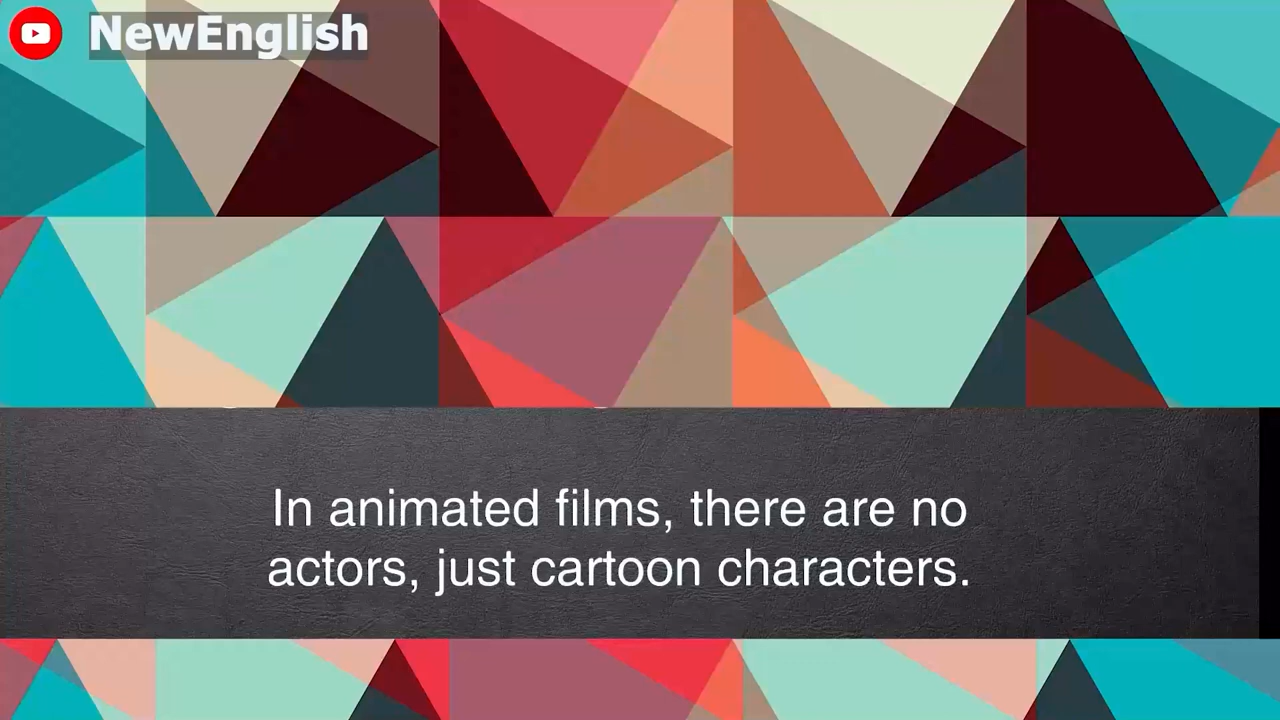 NewEnglish
In animated films, there are no
actors, just cartoon characters.